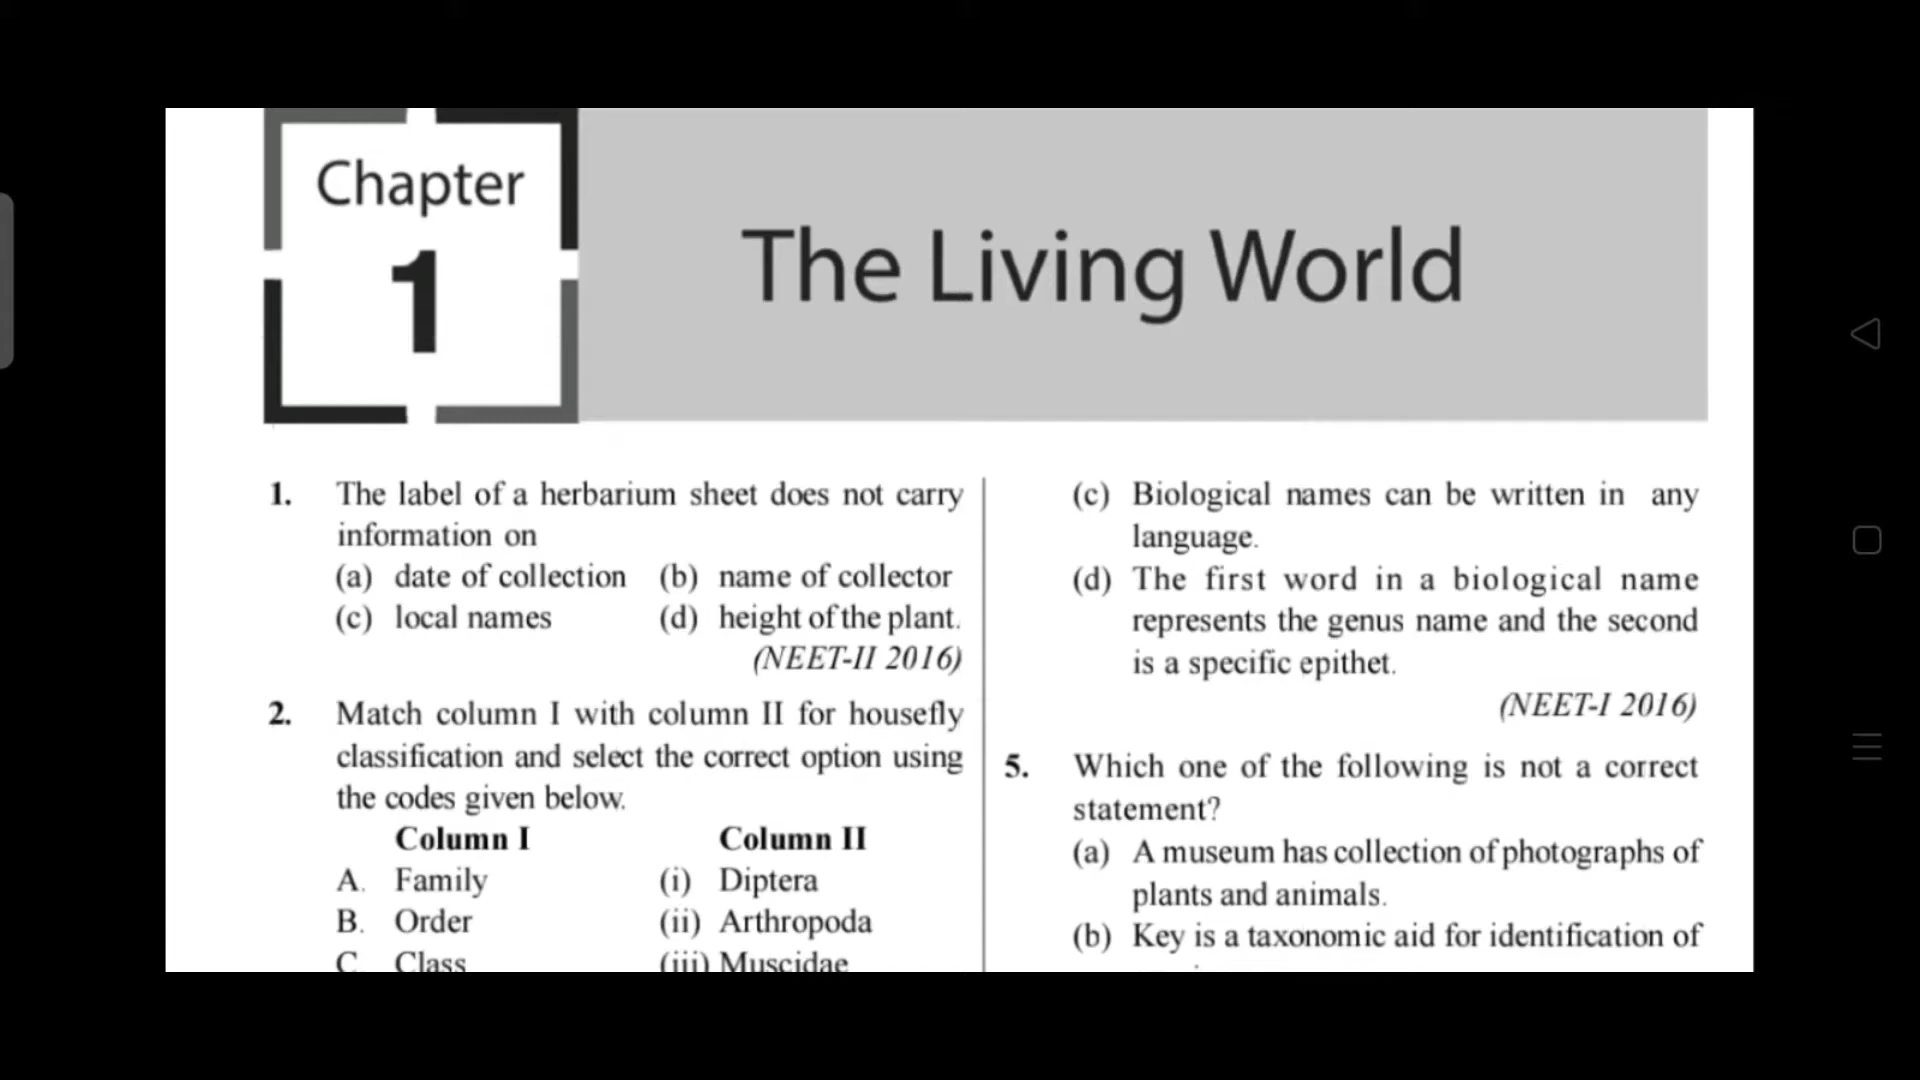 Chapter
1
The Living World
1. The label of a herbarium sheet does not carry
information on
(a) date of collection (b) name of collector
(c) local names (d) height of the plant.
(NEET-II 2016)
2. Match column I with column II for housefly
classification and select the correct option using
the codes given below.
Column I Column II
A. Family (i) Diptera
B. Order (ii) Arthropoda
C. Class (iii) Muscidae
(c) Biological names can be written in any
language.
(d) The first word in a biological name
represents the genus name and the second
is a specific epithet.
(NEET-I 2016)
5. Which one of the following is not a correct
statement?
(a) A museum has collection of photographs of
plants and animals.
(b) Key is a taxonomic aid for identification of